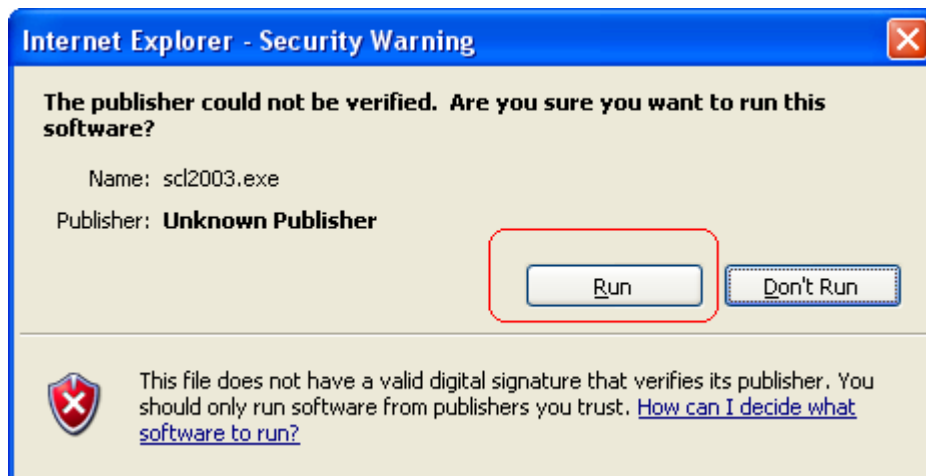 Internet Explorer - Security Warning
The publisher could not be verified.  Are you sure you want to run this
software?
Name: scl2003.exe
Publisher: Unknown Publisher
Run
Don't Run
This file does not have a valid digital signature that verifies its publisher. You
should only run software from publishers you trust. How can I decide what
software to run?